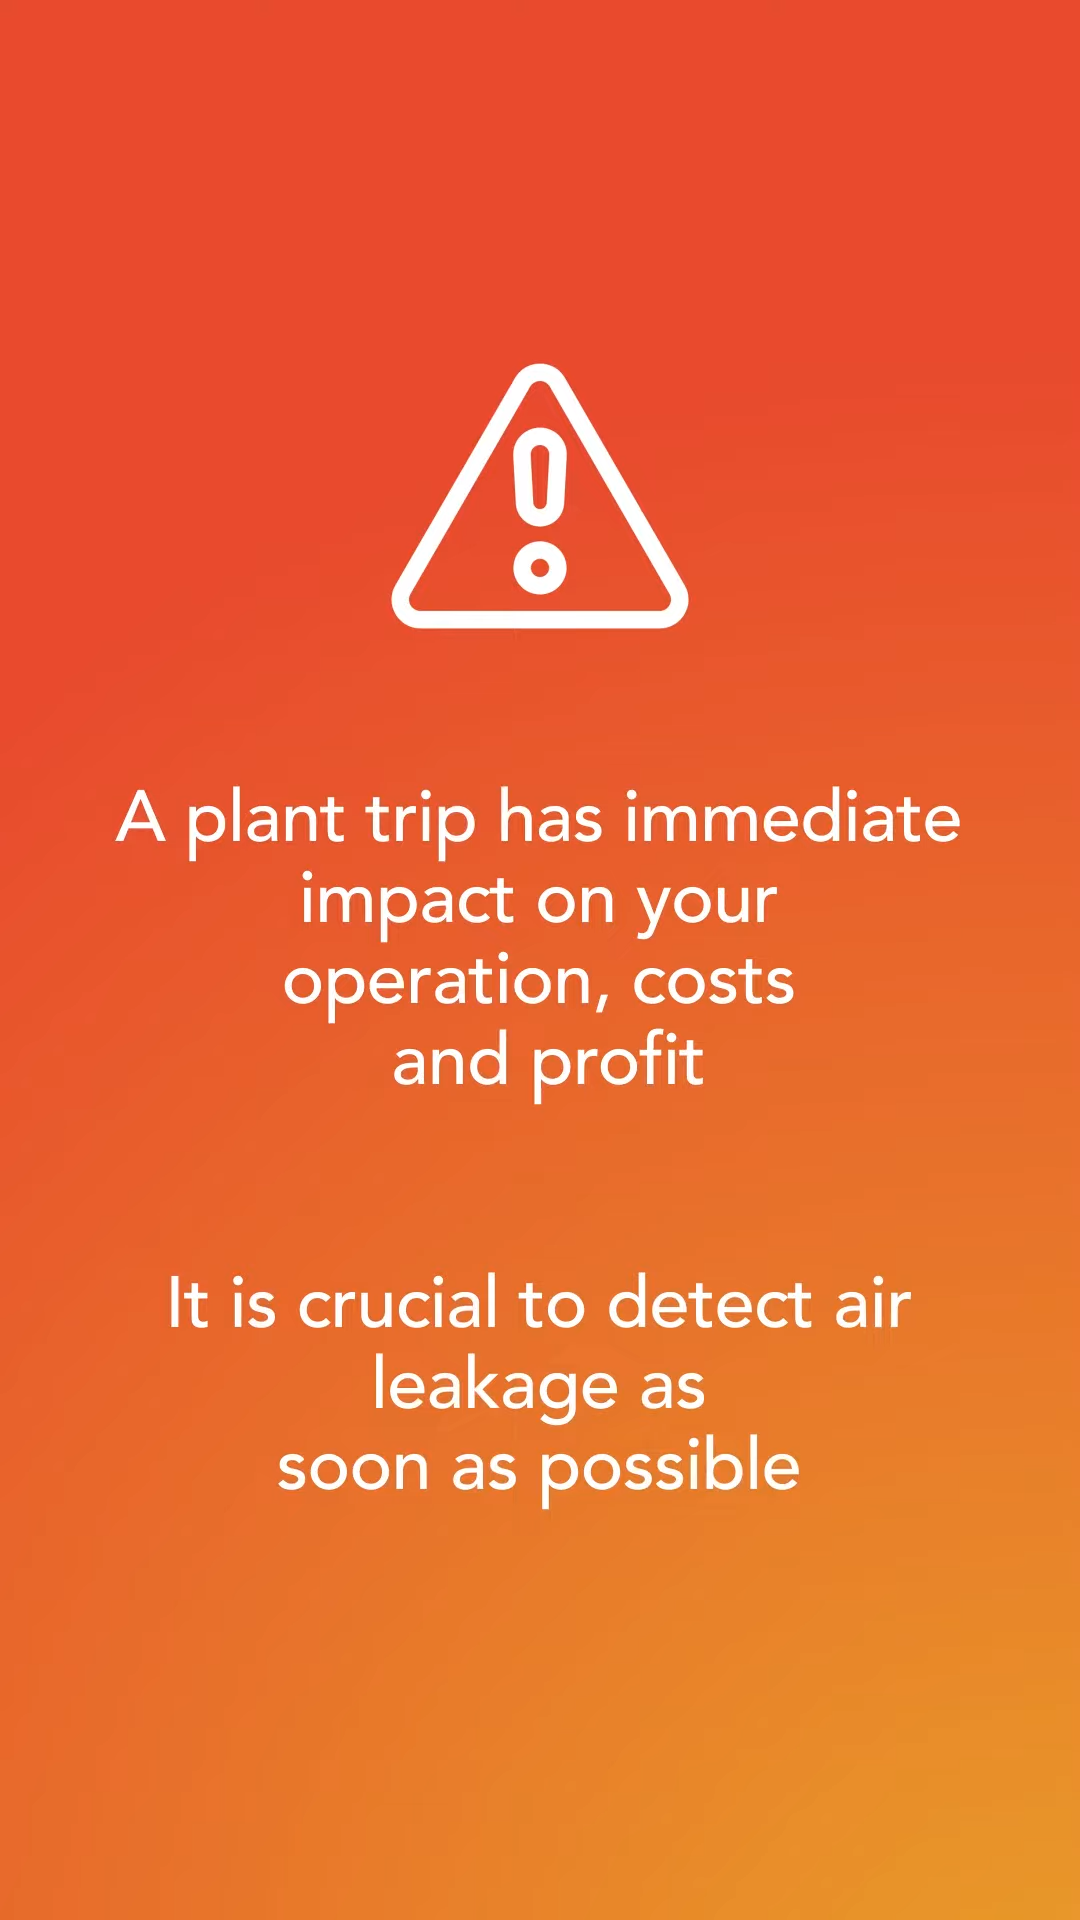 A plant trip has immediate
impact on your
operation, costs
and profit
It is crucial to detect air
leakage as
soon as possible